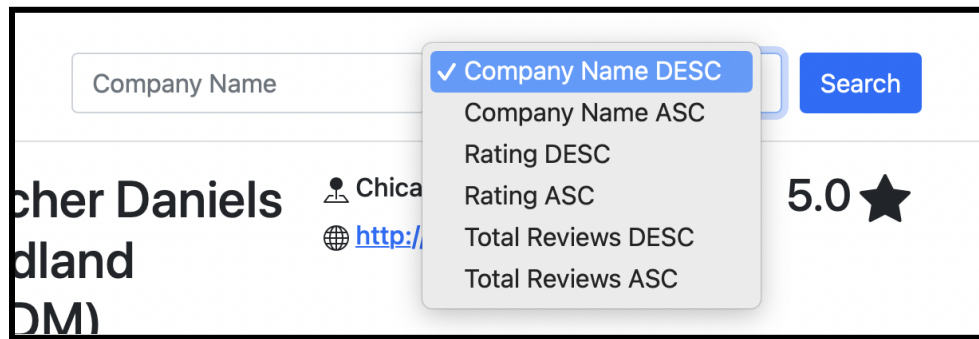 Company Name
Company Name DESC
Company Name ASC
Rating DESC
Rating ASC
Total Reviews DESC
Total Reviews ASC
Search
cher Daniels
dland
DM)
Chica
http://
5.0